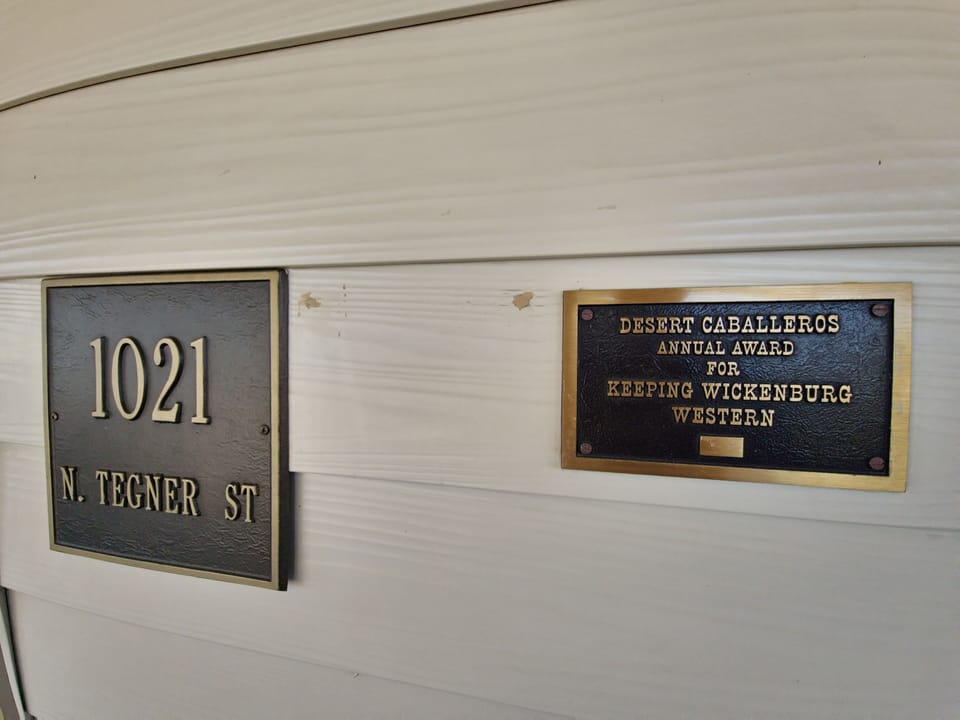 1021
N. TEGNER ST
DESERT CABALLEROS
ANNUAL AWARD
FOR
KEEPING WICKENBURG
WESTERN